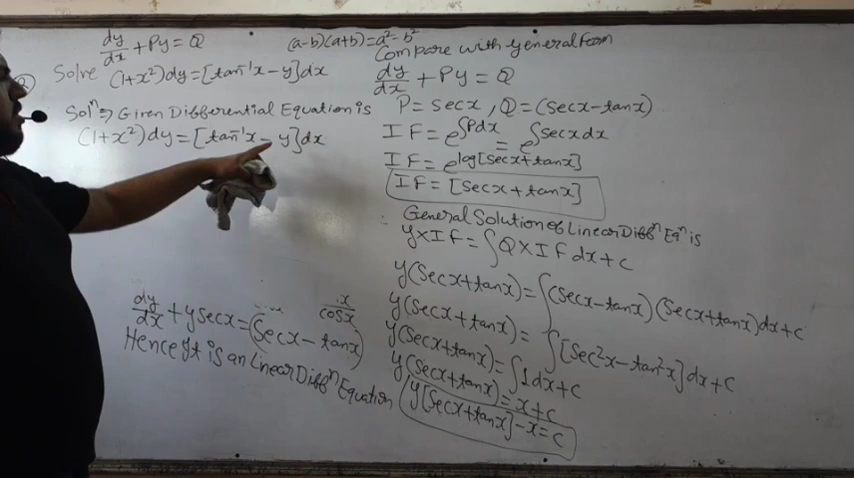 dy/dx + Py = Q
Solve (1+x²)dy = [tan⁻¹x - y]dx
Solⁿ ⇒ Given Differential Equation is
(1+x²)dy = [tan⁻¹x - y]dx
x/cosx
dy/dx + y secx = (secx - tanx)
Hence It is an Linear Diffⁿ Equation
(a-b)(a+b) = a² - b²
Compare with general form
dy/dx + Py = Q
P = secx, Q = (secx - tanx)
IF = e^∫Pdx = e^∫secxdx
IF = e^log[secx+tanx]
IF = [secx + tanx]
∴ General Solution of Linear Diffⁿ Eqⁿ is
y×IF = ∫Q×IF dx + c
y(secx+tanx) = ∫(secx-tanx)(secx+tanx)dx+c
y(secx+tanx) = ∫[sec²x - tan²x]dx + c
y(secx+tanx) = ∫1dx+c
y(secx+tanx) = x+c
y[secx+tanx] - x = c